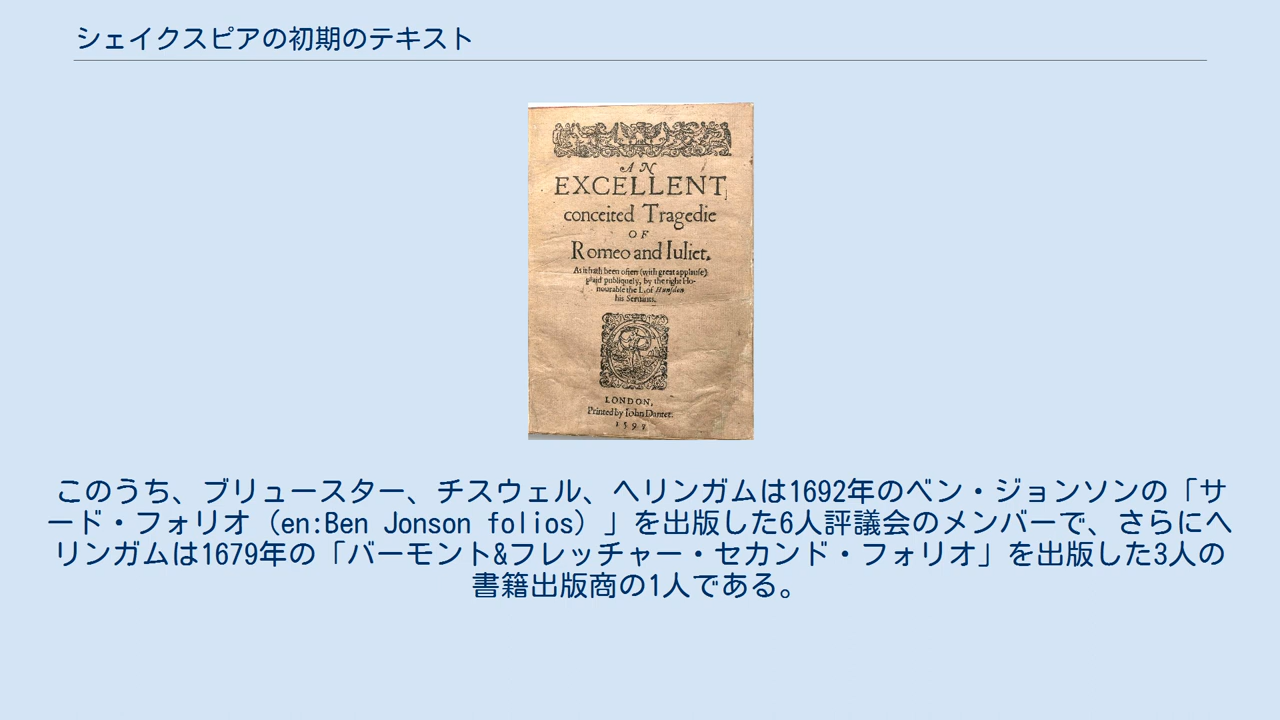 シェイクスピアの初期のテキスト
AN
EXCELLENT
conceited Tragedie
OF
Romeo and Iuliet.
As it hath been often (with great applause)
plaid publiquely, by the right Ho-
nourable the L. of Hunsdon
his Seruants.
LONDON,
Printed by Iohn Danter.
1597
このうち、ブリュースター、チスウェル、ヘリンガムは1692年のベン・ジョンソンの「サ
ード・フォリオ（en:Ben Jonson folios）」を出版した6人評議会のメンバーで、さらにヘ
リンガムは1679年の「バーモント&フレッチャー・セカンド・フォリオ」を出版した3人の
書籍出版商の1人である。